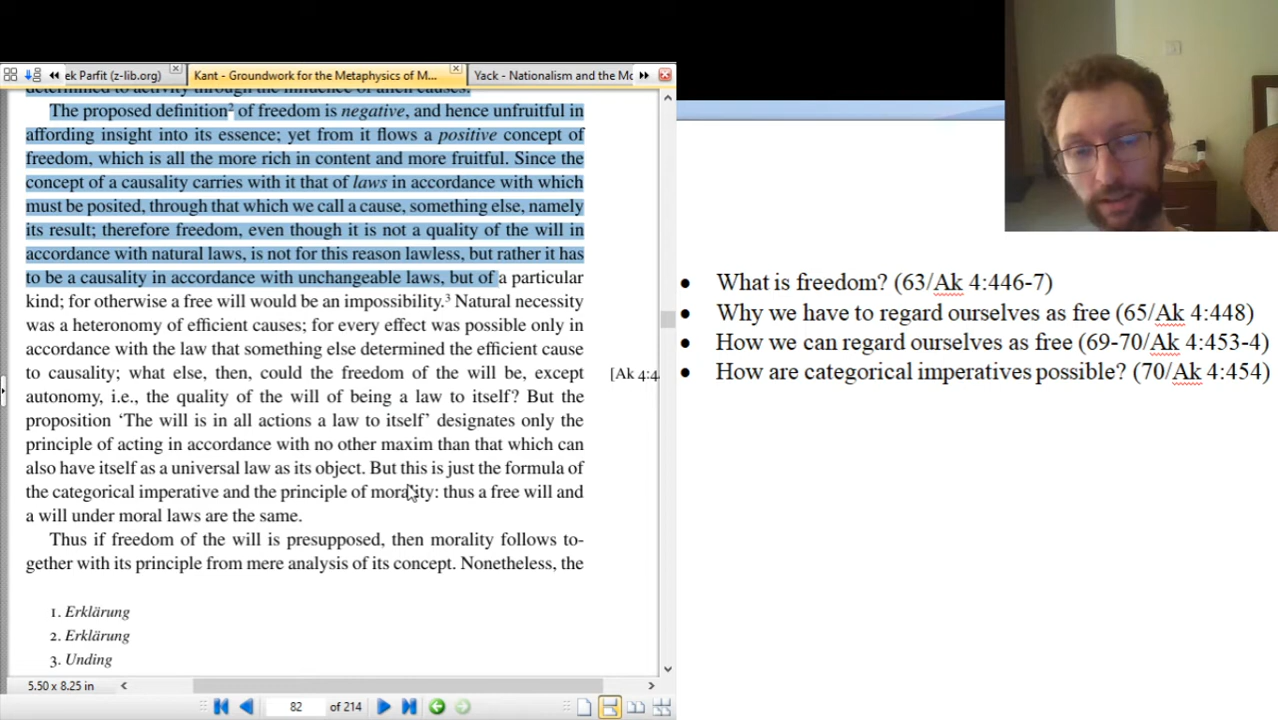 ek Parfit (z-lib.org)
Kant - Groundwork for the Metaphysics of M...
Yack - Nationalism and the Mo
determined to activity through the influence of alien causes.
The proposed definition² of freedom is negative, and hence unfruitful in
affording insight into its essence; yet from it flows a positive concept of
freedom, which is all the more rich in content and more fruitful. Since the
concept of a causality carries with it that of laws in accordance with which
must be posited, through that which we call a cause, something else, namely
its result; therefore freedom, even though it is not a quality of the will in
accordance with natural laws, is not for this reason lawless, but rather it has
to be a causality in accordance with unchangeable laws, but of a particular
kind; for otherwise a free will would be an impossibility.³ Natural necessity
was a heteronomy of efficient causes; for every effect was possible only in
accordance with the law that something else determined the efficient cause
to causality; what else, then, could the freedom of the will be, except
[Ak 4:4
autonomy, i.e., the quality of the will of being a law to itself? But the
proposition ‘The will is in all actions a law to itself’ designates only the
principle of acting in accordance with no other maxim than that which can
also have itself as a universal law as its object. But this is just the formula of
the categorical imperative and the principle of morality: thus a free will and
a will under moral laws are the same.
Thus if freedom of the will is presupposed, then morality follows to-
gether with its principle from mere analysis of its concept. Nonetheless, the
1. Erklärung
2. Erklärung
3. Unding
5.50 x 8.25 in
82
of 214
• What is freedom? (63/Ak 4:446-7)
• Why we have to regard ourselves as free (65/Ak 4:448)
• How we can regard ourselves as free (69-70/Ak 4:453-4)
• How are categorical imperatives possible? (70/Ak 4:454)